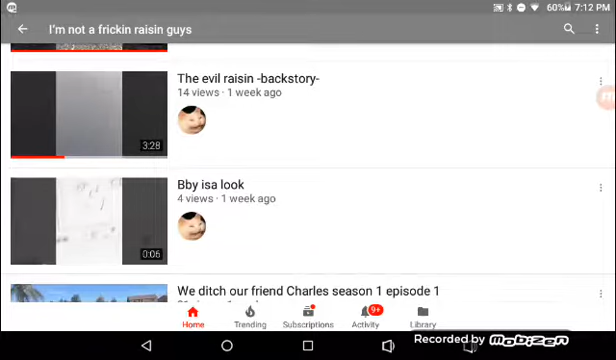 60% 7:12 PM
I'm not a frickin raisin guys
The evil raisin -backstory-
14 views · 1 week ago
3:28
Bby isa look
4 views · 1 week ago
0:06
We ditch our friend Charles season 1 episode 1
9+
Home Trending Subscriptions Activity Library
Recorded by mobizen